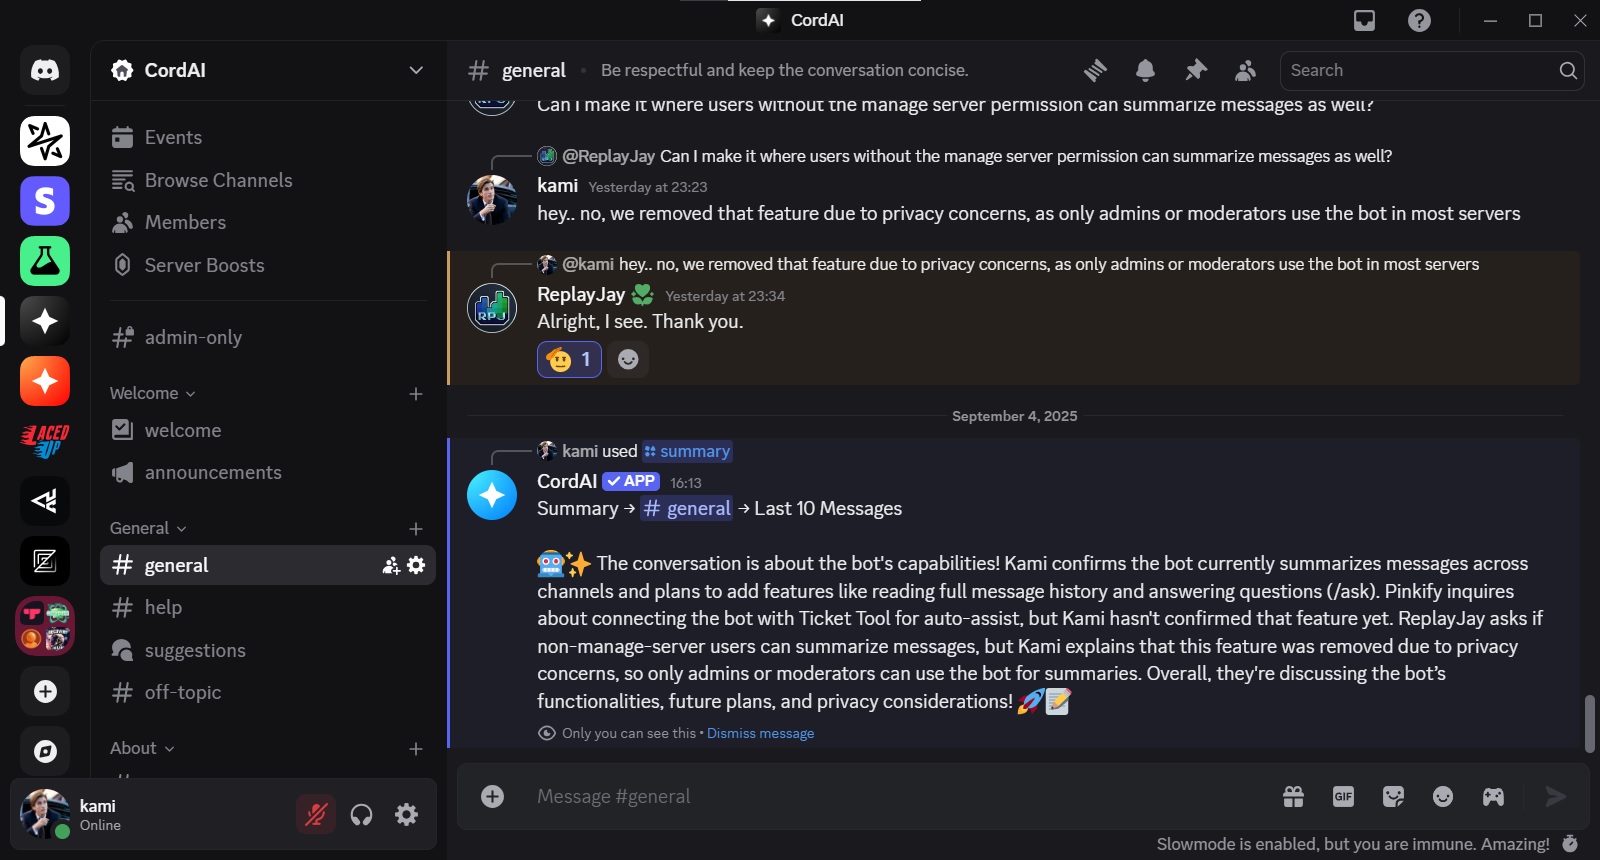 CordAI
CordAI
general
Be respectful and keep the conversation concise.
Search
Events
Browse Channels
Members
Server Boosts
admin-only
Welcome
welcome
announcements
General
general
help
suggestions
off-topic
About
kami
Online
Can I make it where users without the manage server permission can summarize messages as well?
@ReplayJay Can I make it where users without the manage server permission can summarize messages as well?
kami Yesterday at 23:23
hey.. no, we removed that feature due to privacy concerns, as only admins or moderators use the bot in most servers
@kami hey.. no, we removed that feature due to privacy concerns, as only admins or moderators use the bot in most servers
ReplayJay Yesterday at 23:34
RPJ
Alright, I see. Thank you.
1
September 4, 2025
kami used summary
CordAI APP 16:13
Summary → # general → Last 10 Messages
The conversation is about the bot's capabilities! Kami confirms the bot currently summarizes messages across
channels and plans to add features like reading full message history and answering questions (/ask). Pinkify inquires
about connecting the bot with Ticket Tool for auto-assist, but Kami hasn't confirmed that feature yet. ReplayJay asks if
non-manage-server users can summarize messages, but Kami explains that this feature was removed due to privacy
concerns, so only admins or moderators can use the bot for summaries. Overall, they're discussing the bot's
functionalities, future plans, and privacy considerations!
Only you can see this • Dismiss message
Message #general
GIF
Slowmode is enabled, but you are immune. Amazing!
S
LACED
UP